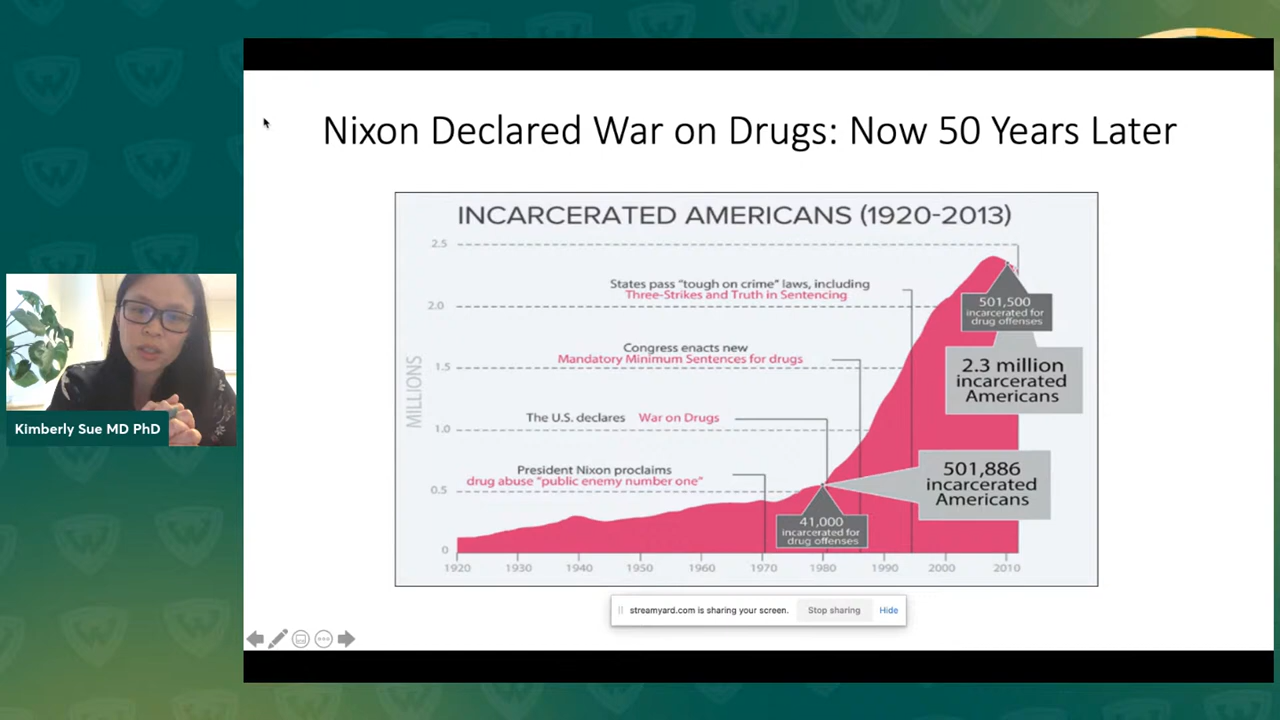 Nixon Declared War on Drugs: Now 50 Years Later
INCARCERATED AMERICANS (1920-2013)
2.5
2.0
1.5
1.0
0.5
0
MILLIONS
States pass "tough on crime" laws, including
Three-Strikes and Truth in Sentencing
Congress enacts new
Mandatory Minimum Sentences for drugs
The U.S. declares War on Drugs
President Nixon proclaims
drug abuse "public enemy number one"
501,500
incarcerated for
drug offenses
2.3 million
incarcerated
Americans
501,886
incarcerated
Americans
41,000
incarcerated for
drug offenses
1920 1930 1940 1950 1960 1970 1980 1990 2000 2010
Kimberly Sue MD PhD
streamyard.com is sharing your screen. Stop sharing Hide
W